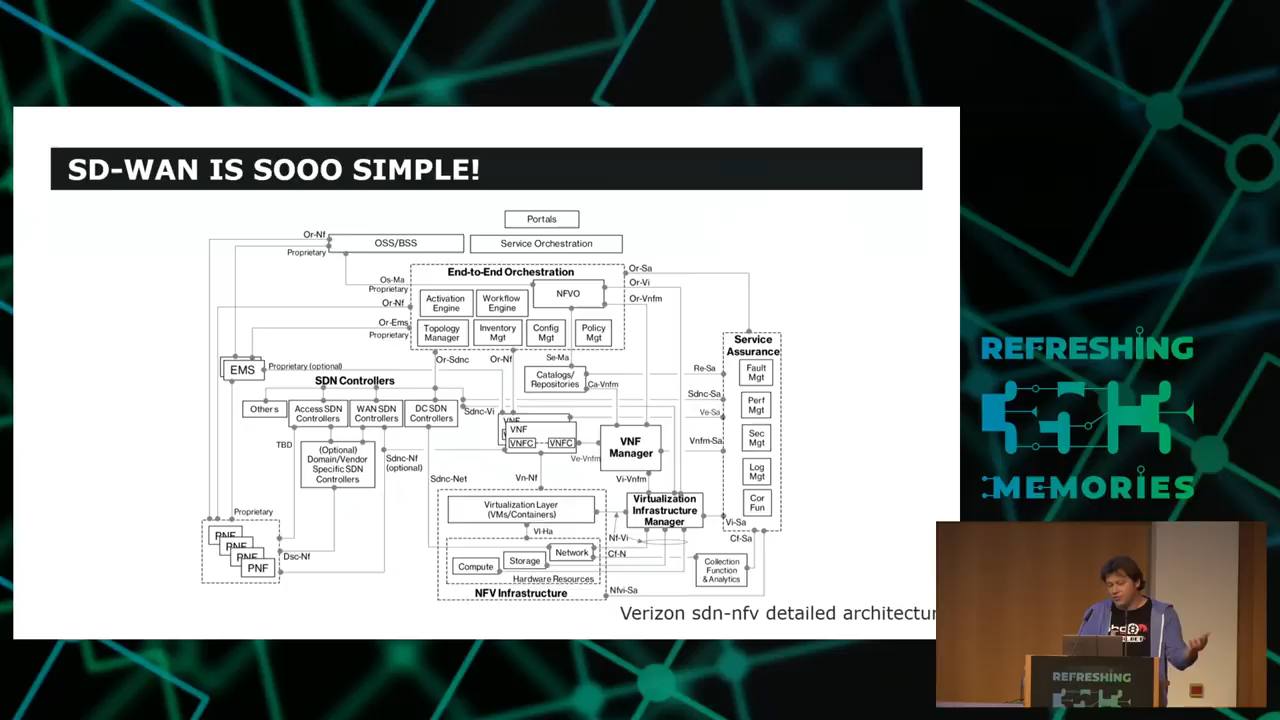 SD-WAN IS SOOO SIMPLE!
Portals
Or-Nf
OSS/BSS
Service Orchestration
Proprietary
End-to-End Orchestration
Or-Sa
Os-Ma
Proprietary
Or-Vi
NFVO
Activation
Engine
Workflow
Engine
Or-Nf
Or-Vnfm
Or-Ems
Proprietary
Topology
Manager
Inventory
Mgt
Config
Mgt
Policy
Mgt
Service
Assurance
Or-Sdnc
Or-Nf
Se-Ma
EMS
Proprietary (optional)
Catalogs/
Repositories
Re-Sa
Fault
Mgt
SDN Controllers
Ca-Vnfm
Sdnc-Sa
Others
Access SDN
Controllers
WAN SDN
Controllers
DC SDN
Controllers
Sdnc-Vi
Ve-Sa
Perf
Mgt
VNF
VNF
VNFC
VNFC
VNF
Manager
Vnfm-Sa
Sec
Mgt
TBD
(Optional)
Domain/Vendor
Specific SDN
Controllers
Sdnc-Nf
(optional)
Ve-Vnfm
Sdnc-Net
Vn-Nf
Vi-Vnfm
Log
Mgt
Virtualization Layer
(VMs/Containers)
Virtualization
Infrastructure
Manager
Cor
Fun
Proprietary
Vi-Sa
PNF
PNF
PNF
PNF
Dsc-Nf
Vl-Ha
Nf-Vi
Cf-Sa
Compute
Storage
Network
Cf-N
Collection
Function
& Analytics
Hardware Resources
NFV Infrastructure
Nfvi-Sa
Verizon sdn-nfv detailed architectur
REFRESHING
MEMORIES
REFRESHING